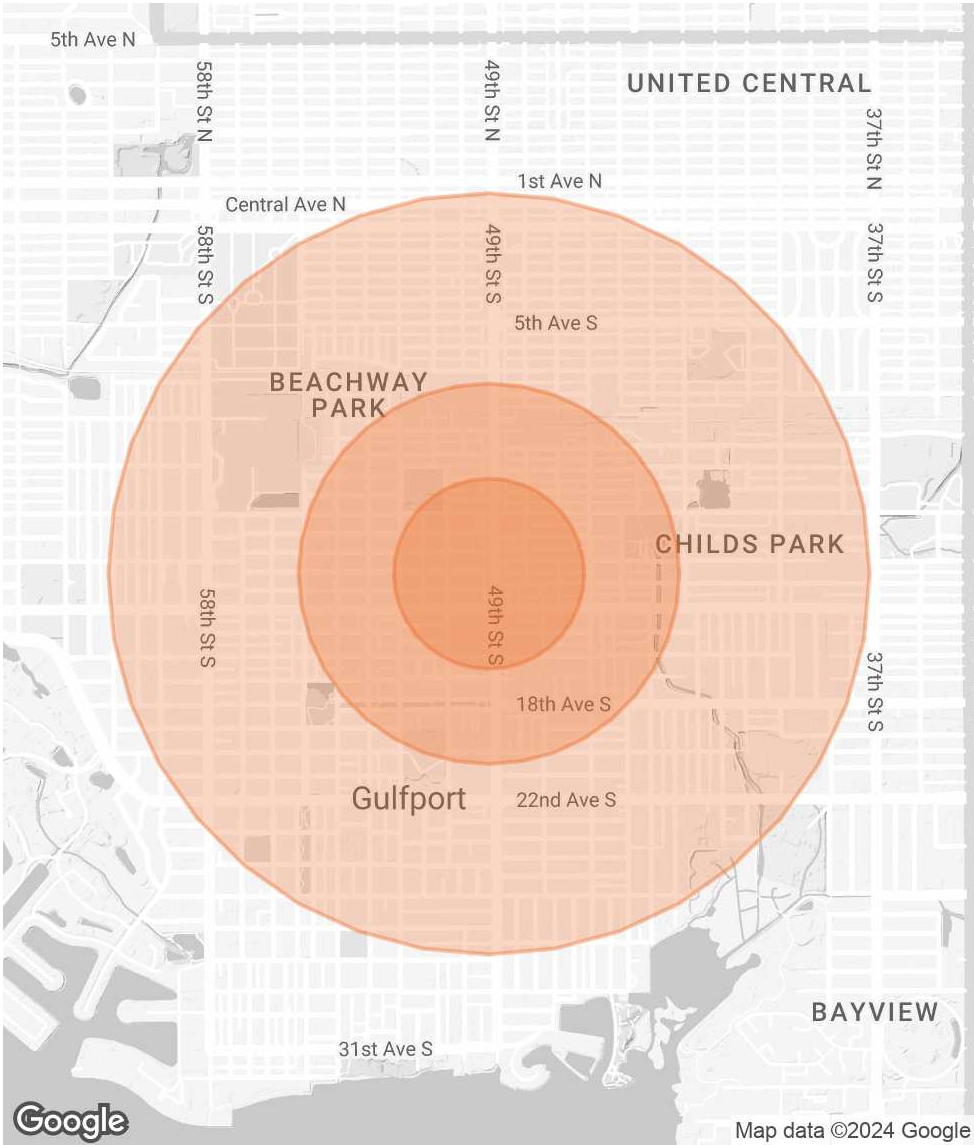 5th Ave N
58th St N
49th St N
UNITED CENTRAL
37th St N
1st Ave N
Central Ave N
58th St S
49th St S
37th St S
5th Ave S
BEACHWAY
PARK
CHILDS PARK
58th St S
49th St S
37th St S
18th Ave S
Gulfport
22nd Ave S
BAYVIEW
31st Ave S
Google
Map data ©2024 Google